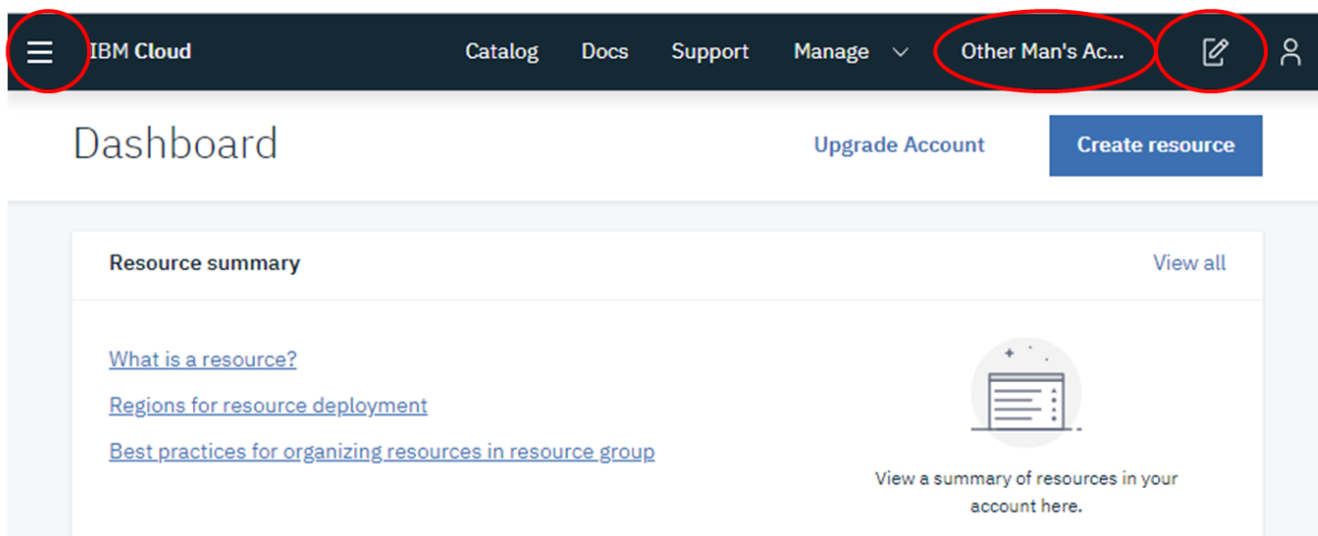 IBM Cloud Catalog Docs Support Manage Other Man's Ac...
Dashboard
Upgrade Account
Create resource
Resource summary
View all
What is a resource?
Regions for resource deployment
Best practices for organizing resources in resource group
View a summary of resources in your
account here.